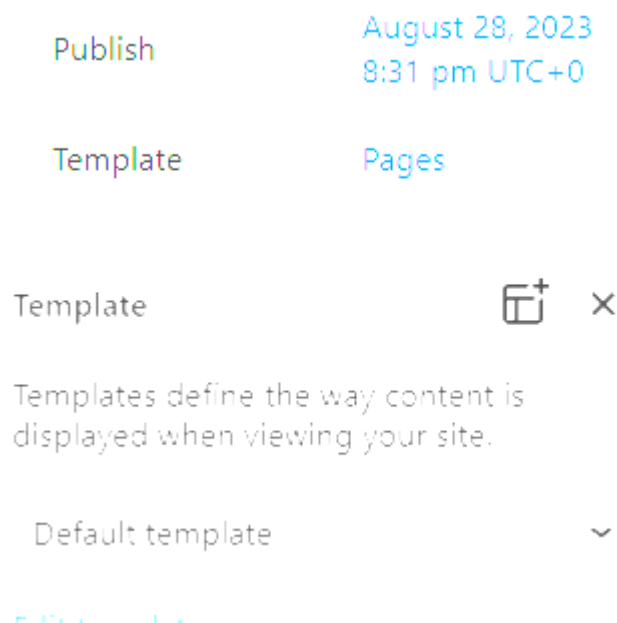 Publish
August 28, 2023
8:31 pm UTC+0
Template
Pages
Template
Templates define the way content is
displayed when viewing your site.
Default template